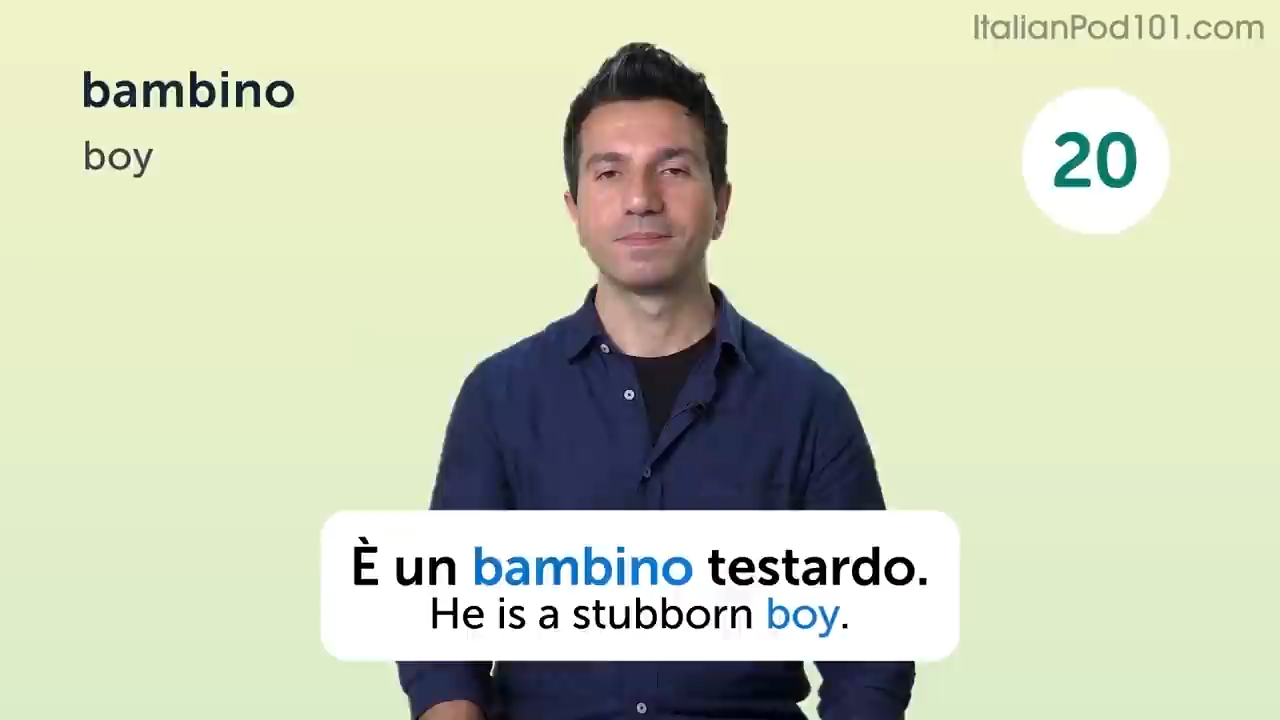 ItalianPod101.com
bambino
boy
20
È un bambino testardo.
He is a stubborn boy.